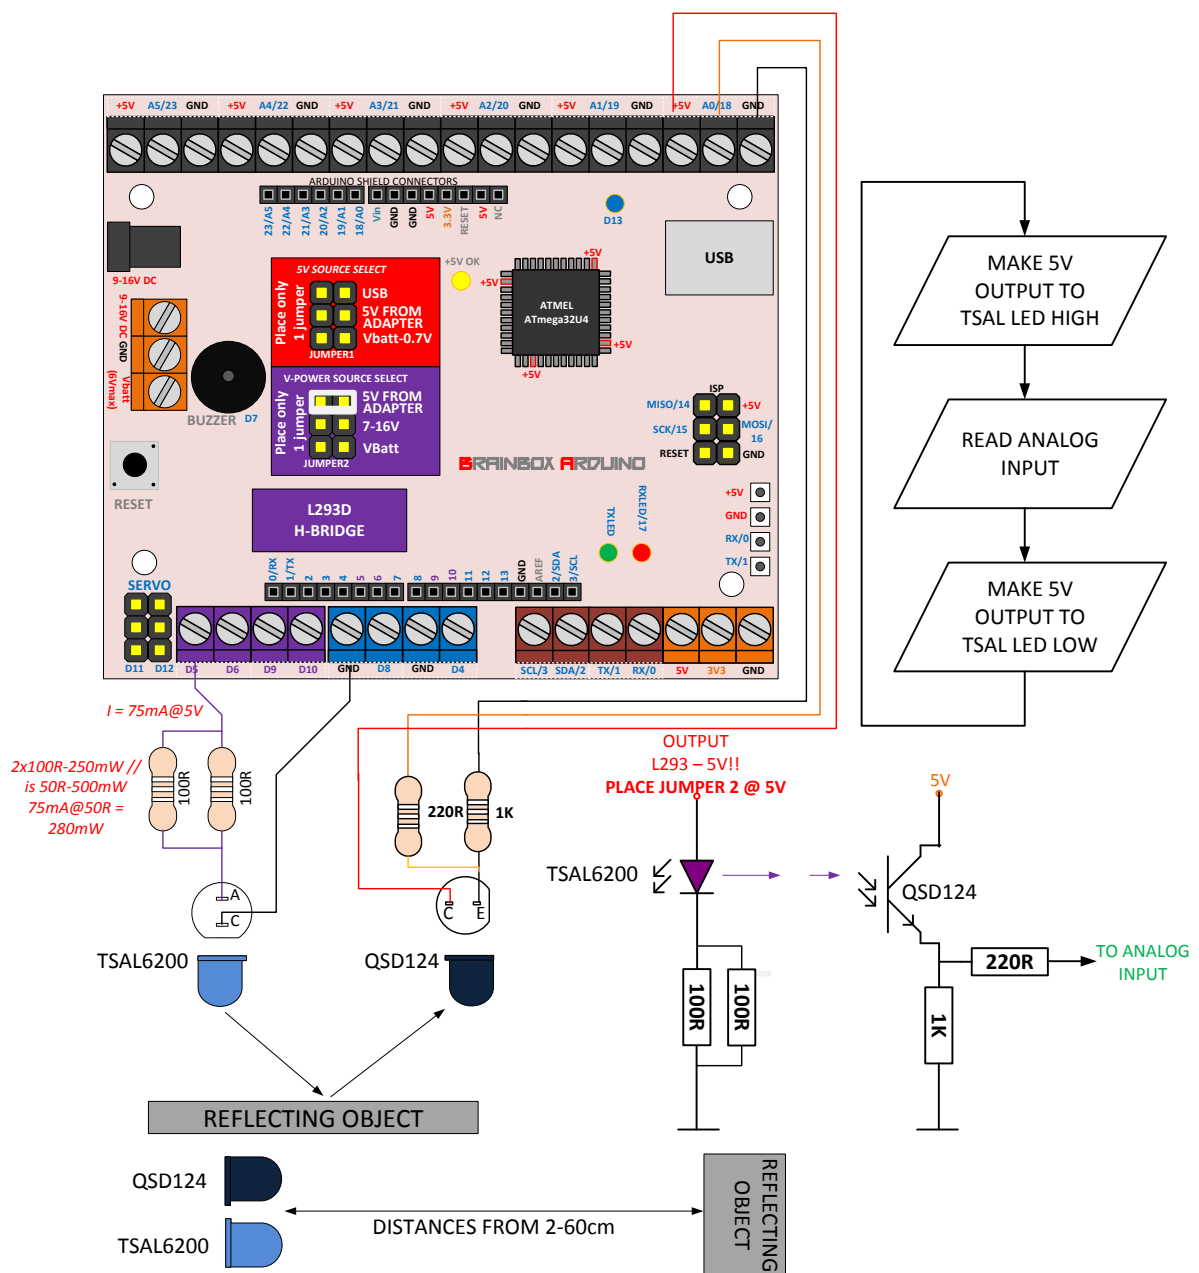 +5V A5/23 GND +5V A4/22 GND +5V A3/21 GND +5V A2/20 GND +5V A1/19 GND +5V A0/18 GND
ARDUINO SHIELD CONNECTORS
23/A5
22/A4
21/A3
20/A2
19/A1
18/A0
Vin
GND
GND
5V
3.3V
RESET
5V
NC
D13
9-16V DC
5V SOURCE SELECT
Place only
1 jumper
USB
5V FROM
ADAPTER
Vbatt-0.7V
JUMPER1
+5V OK
+5V
+5V
ATMEL
ATmega32U4
+5V
+5V
USB
9-16V DC
GND
Vbatt
(6Vmax)
BUZZER
D7
V-POWER SOURCE SELECT
Place only
1 jumper
5V FROM
ADAPTER
7-16V
VBatt
JUMPER2
ISP
MISO/14
+5V
SCK/15
MOSI/
16
RESET
GND
BRAINBOX ARDUINO
RESET
L293D
H-BRIDGE
TXLED
RXLED/17
+5V
GND
RX/0
TX/1
0/RX
1/TX
2
3
4
5
6
7
8
9
10
11
12
13
GND
AREF
2/SDA
3/SCL
SERVO
D11 D12 D5 D6 D9 D10 GND D8 GND D4 SCL/3 SDA/2 TX/1 RX/0 5V 3V3 GND
MAKE 5V
OUTPUT TO
TSAL LED HIGH
READ ANALOG
INPUT
MAKE 5V
OUTPUT TO
TSAL LED LOW
I = 75mA@5V
2x100R-250mW //
is 50R-500mW
75mA@50R =
280mW
100R
100R
220R
1K
A
C
C E
TSAL6200
QSD124
REFLECTING OBJECT
OUTPUT
L293 – 5V!!
PLACE JUMPER 2 @ 5V
TSAL6200
100R
100R
5V
QSD124
220R
TO ANALOG
INPUT
1K
QSD124
TSAL6200
DISTANCES FROM 2-60cm
REFLECTING
OBJECT